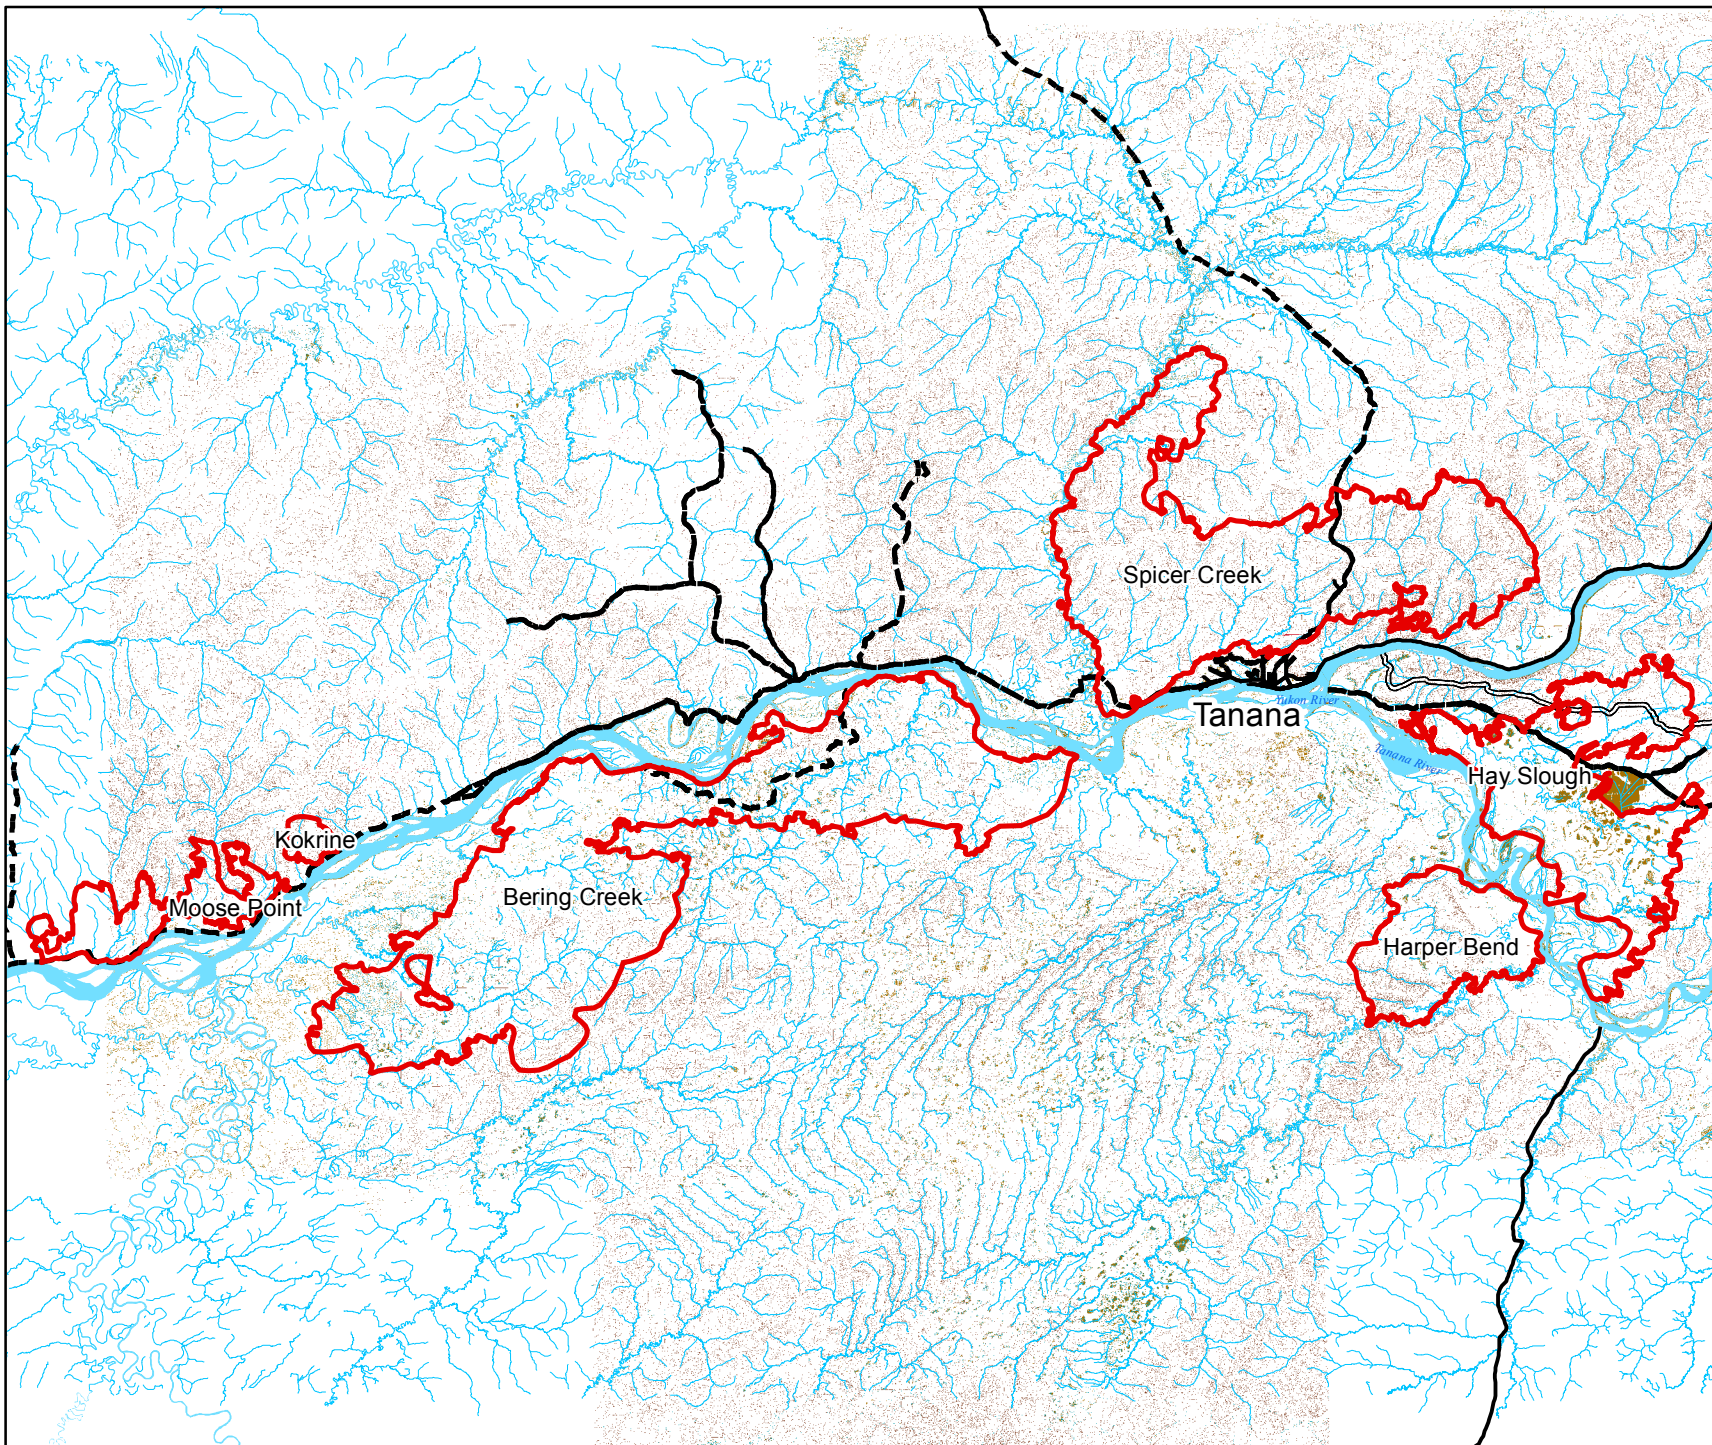 Spicer Creek
Yukon River
Tanana
Tanana River
Hay Slough
Kokrine
Bering Creek
Moose Point
Harper Bend